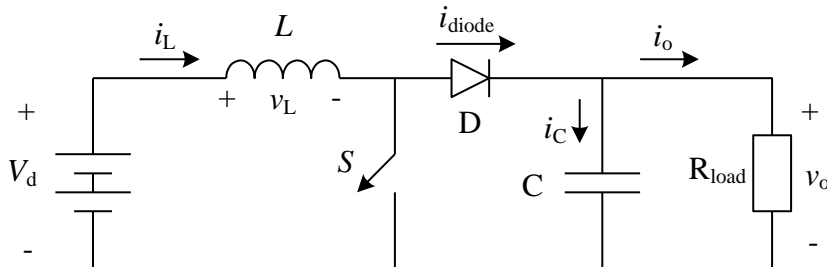 i_L L i_diode i_o
+ v_L - D
+ +
i_C
V_d S C R_load v_o
- -